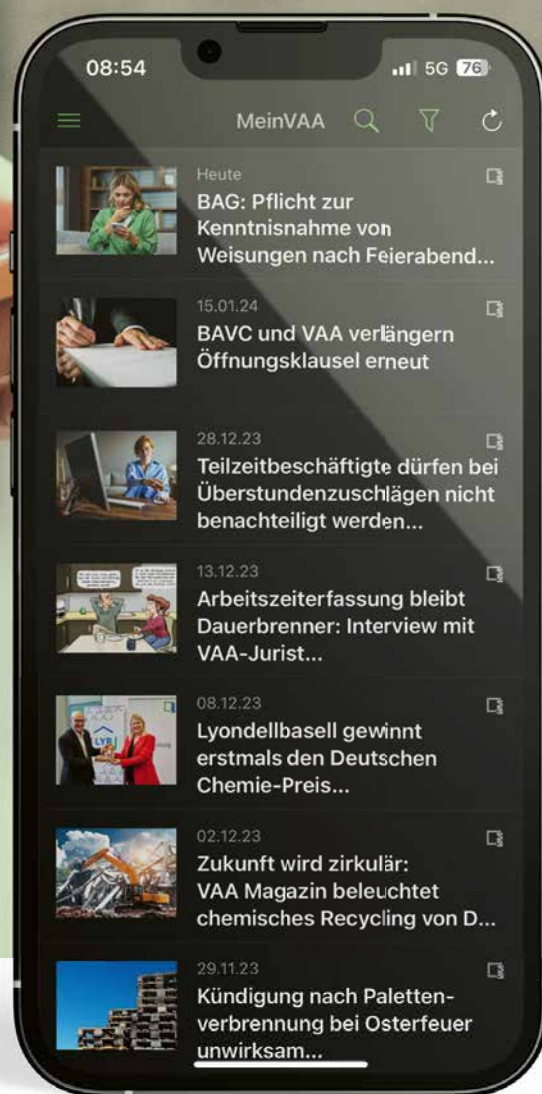 08:54
5G 76
MeinVAA
Heute
BAG: Pflicht zur
Kenntnisnahme von
Weisungen nach Feierabend...
15.01.24
BAVC und VAA verlängern
Öffnungsklausel erneut
28.12.23
Teilzeitbeschäftigte dürfen bei
Überstundenzuschlägen nicht
benachteiligt werden...
13.12.23
Arbeitszeiterfassung bleibt
Dauerbrenner: Interview mit
VAA-Jurist...
08.12.23
LYB
Lyondellbasell gewinnt
erstmals den Deutschen
Chemie-Preis...
02.12.23
Zukunft wird zirkulär:
VAA Magazin beleuchtet
chemisches Recycling von D...
29.11.23
Kündigung nach Paletten-
verbrennung bei Osterfeuer
unwirksam...